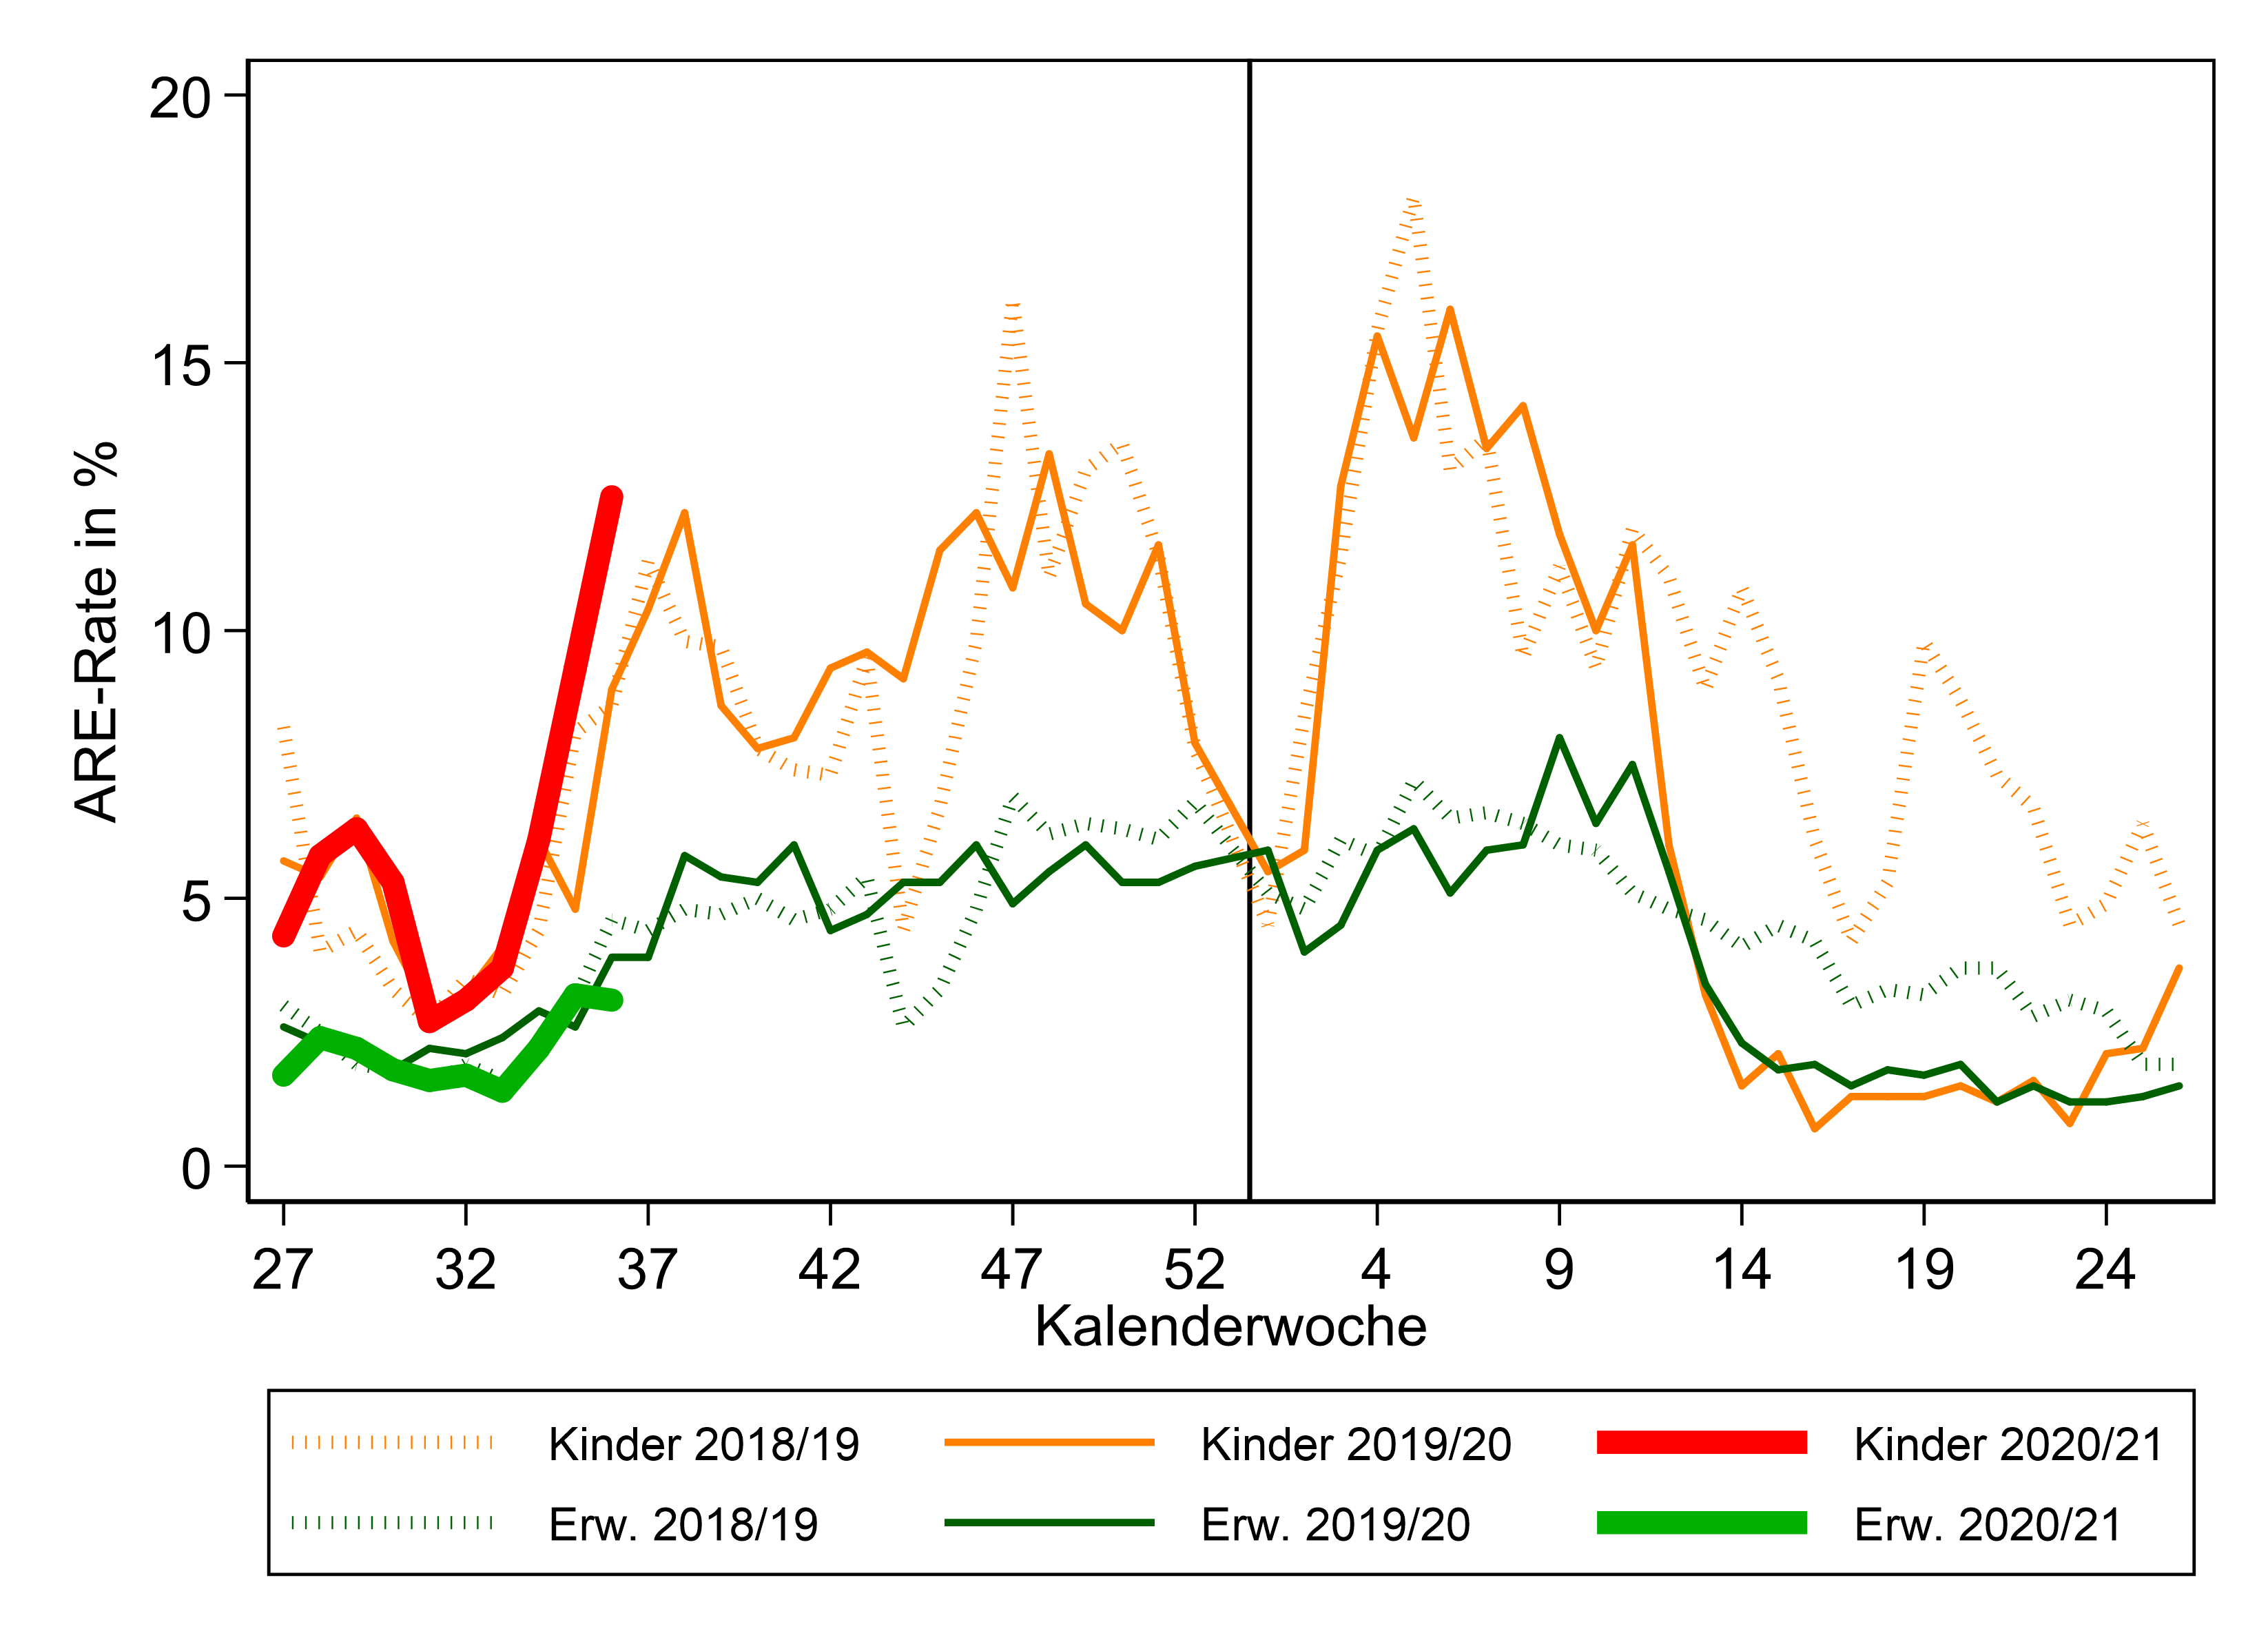 20
15
10
5
0
ARE-Rate in %
27 32 37 42 47 52 4 9 14 19 24
Kalenderwoche
Kinder 2018/19 Kinder 2019/20 Kinder 2020/21
Erw. 2018/19 Erw. 2019/20 Erw. 2020/21